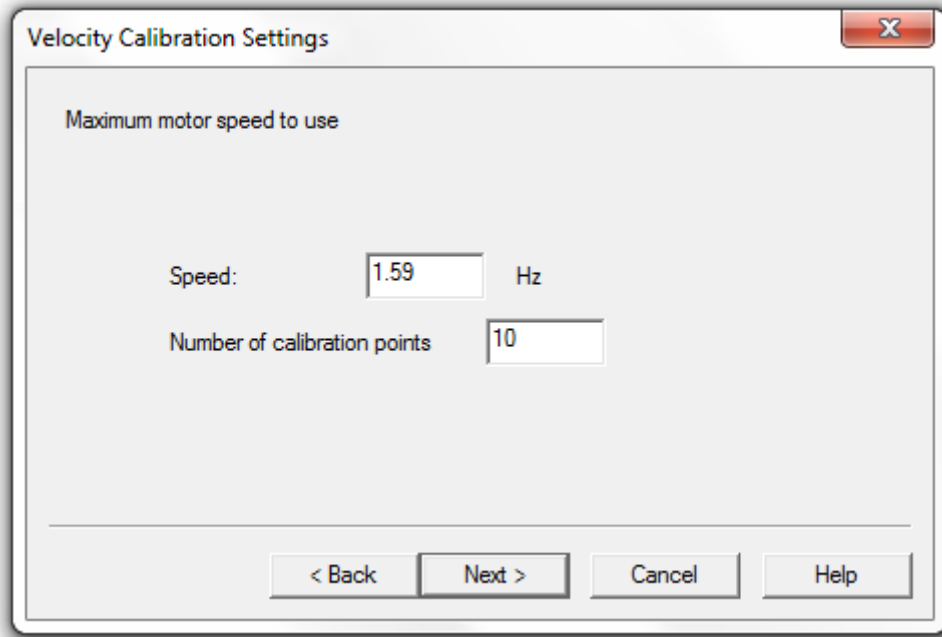 Velocity Calibration Settings
Maximum motor speed to use
Speed: 1.59 Hz
Number of calibration points 10
< Back Next > Cancel Help